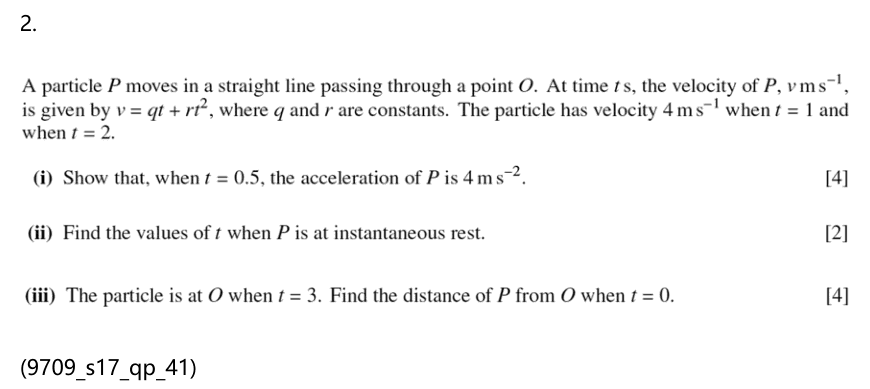 2.
A particle P moves in a straight line passing through a point O. At time t s, the velocity of P, v m s⁻¹,
is given by v = qt + rt², where q and r are constants. The particle has velocity 4 m s⁻¹ when t = 1 and
when t = 2.
(i) Show that, when t = 0.5, the acceleration of P is 4 m s⁻². [4]
(ii) Find the values of t when P is at instantaneous rest. [2]
(iii) The particle is at O when t = 3. Find the distance of P from O when t = 0. [4]
(9709_s17_qp_41)